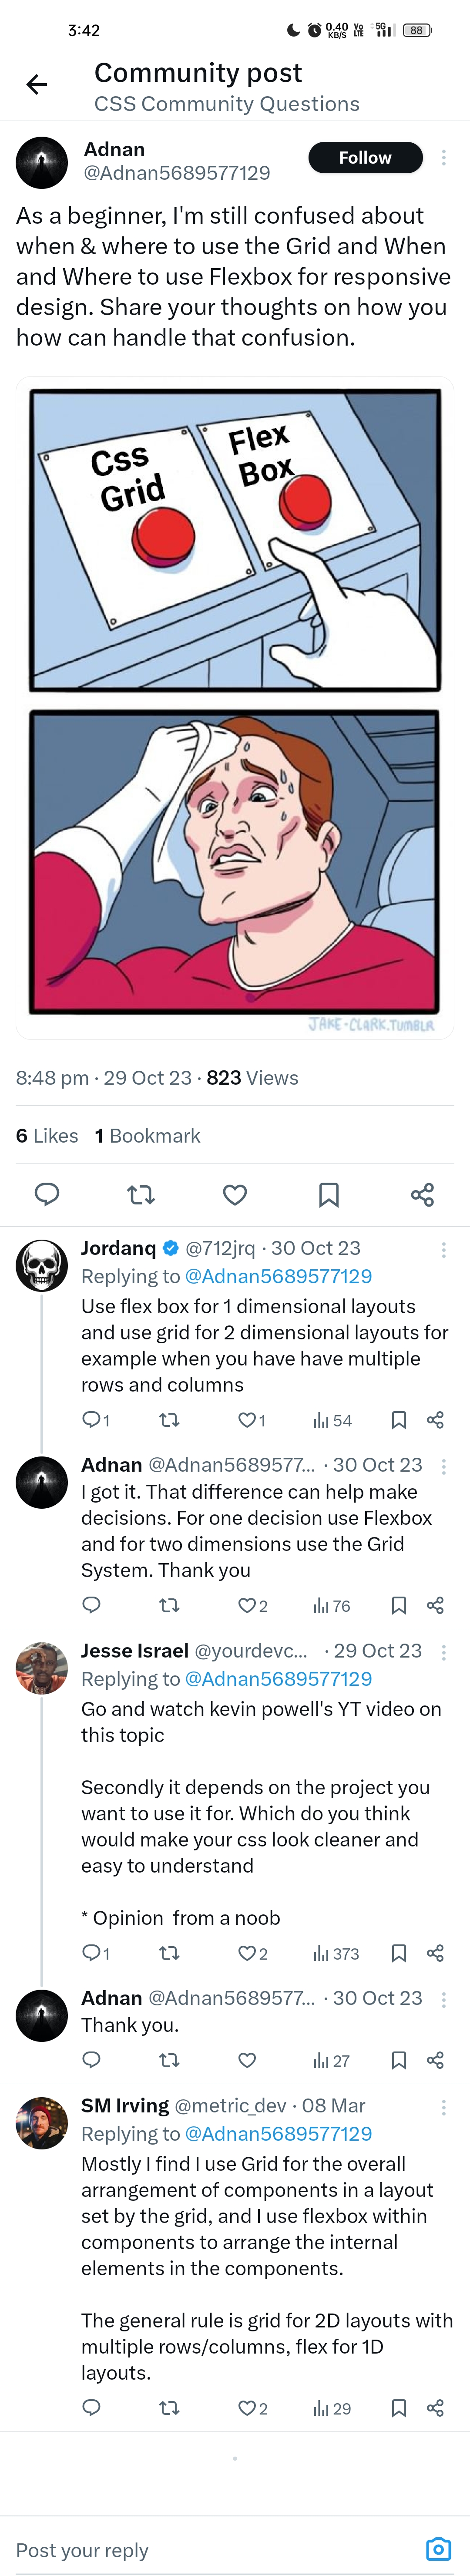 3:42
0.40
KB/S
Vo
LTE
5G
88
Community post
CSS Community Questions
Adnan
@Adnan5689577129
Follow
As a beginner, I'm still confused about
when & where to use the Grid and When
and Where to use Flexbox for responsive
design. Share your thoughts on how you
how can handle that confusion.
Css
Grid
Flex
Box
JAKE-CLARK.TUMBLR
8:48 pm · 29 Oct 23 · 823 Views
6 Likes 1 Bookmark
Jordanq @712jrq · 30 Oct 23
Replying to @Adnan5689577129
Use flex box for 1 dimensional layouts
and use grid for 2 dimensional layouts for
example when you have have multiple
rows and columns
1 1 54
Adnan @Adnan5689577... · 30 Oct 23
I got it. That difference can help make
decisions. For one decision use Flexbox
and for two dimensions use the Grid
System. Thank you
2 76
Jesse Israel @yourdevc... · 29 Oct 23
Replying to @Adnan5689577129
Go and watch kevin powell's YT video on
this topic
Secondly it depends on the project you
want to use it for. Which do you think
would make your css look cleaner and
easy to understand
* Opinion from a noob
1 2 373
Adnan @Adnan5689577... · 30 Oct 23
Thank you.
27
SM Irving @metric_dev · 08 Mar
Replying to @Adnan5689577129
Mostly I find I use Grid for the overall
arrangement of components in a layout
set by the grid, and I use flexbox within
components to arrange the internal
elements in the components.
The general rule is grid for 2D layouts with
multiple rows/columns, flex for 1D
layouts.
2 29
Post your reply